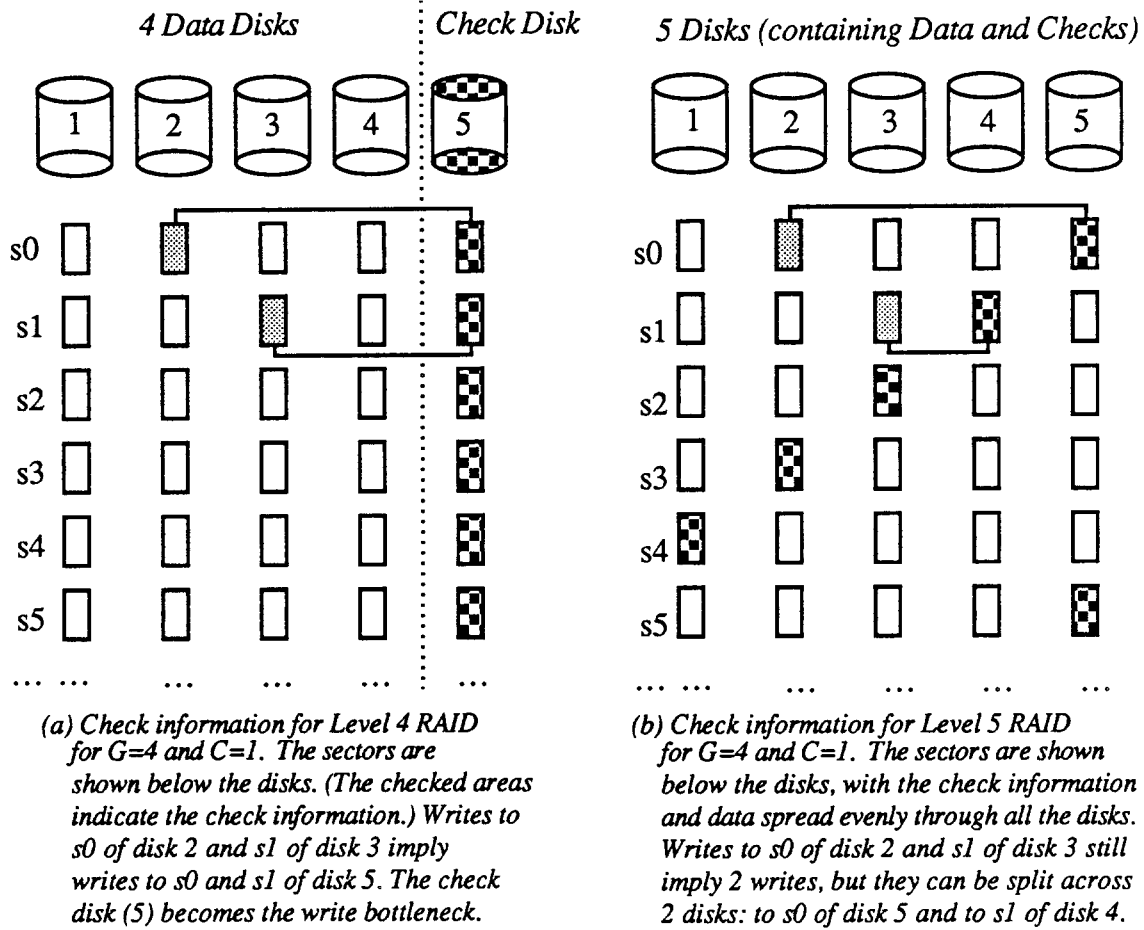 4 Data Disks
Check Disk
1 2 3 4 5
s0
s1
s2
s3
s4
s5
... ... ... ... ... ...
(a) Check information for Level 4 RAID
for G=4 and C=1. The sectors are
shown below the disks. (The checked areas
indicate the check information.) Writes to
s0 of disk 2 and s1 of disk 3 imply
writes to s0 and s1 of disk 5. The check
disk (5) becomes the write bottleneck.
5 Disks (containing Data and Checks)
1 2 3 4 5
s0
s1
s2
s3
s4
s5
... ... ... ... ... ...
(b) Check information for Level 5 RAID
for G=4 and C=1. The sectors are shown
below the disks, with the check information
and data spread evenly through all the disks.
Writes to s0 of disk 2 and s1 of disk 3 still
imply 2 writes, but they can be split across
2 disks: to s0 of disk 5 and to s1 of disk 4.